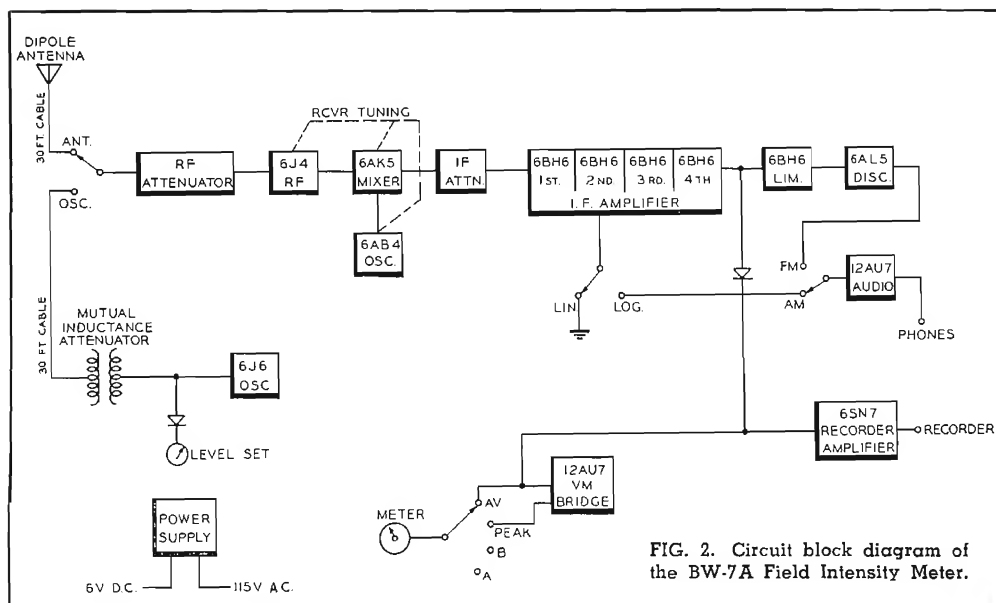 DIPOLE
ANTENNA
30 FT. CABLE
ANT.
OSC.
RF
ATTENUATOR
RCVR TUNING
6J4
RF
6AK5
MIXER
6AB4
OSC.
IF
ATTN.
6BH6
1ST.
6BH6
2ND.
6BH6
3RD.
6BH6
4TH
I.F. AMPLIFIER
6BH6
LIM.
6AL5
DISC.
FM
AM
12AU7
AUDIO
PHONES
LIN
LOG.
30 FT CABLE
MUTUAL
INDUCTANCE
ATTENUATOR
6J6
OSC
LEVEL SET
6SN7
RECORDER
AMPLIFIER
RECORDER
12AU7
VM
BRIDGE
METER
AV
PEAK
B
A
POWER
SUPPLY
6V D.C.
115V A.C.
FIG. 2. Circuit block diagram of
the BW-7A Field Intensity Meter.